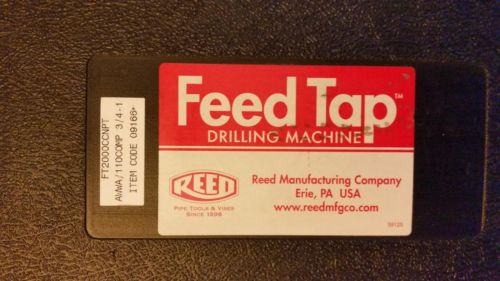 FT2000CCNPT
AWWA/110COMP 3/4-1
ITEM CODE 09166
Feed Tap™
DRILLING MACHINE
REED
PIPE TOOLS & VISES
SINCE 1896
Reed Manufacturing Company
Erie, PA USA
www.reedmfgco.com